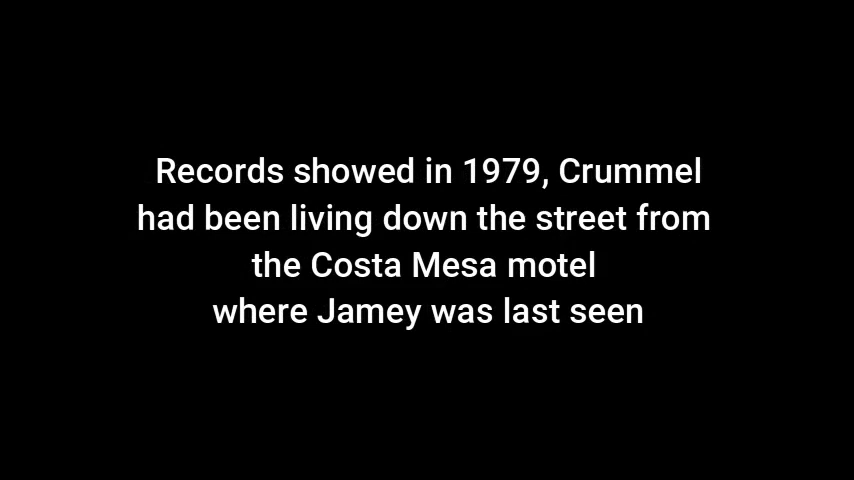 Records showed in 1979, Crummel
had been living down the street from
the Costa Mesa motel
where Jamey was last seen